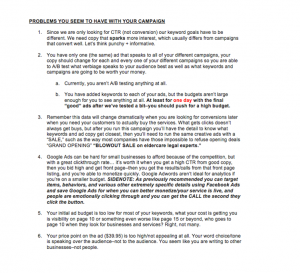 PROBLEMS YOU SEEM TO HAVE WITH YOUR CAMPAIGN
1. Since we are only looking for CTR (not conversion) our keyword goals have to be
different. We need copy that sparks more interest, which usually differs from campaigns
that convert well. Let's think punchy + informative.
2. You have only one (the same) ad that speaks to all of your different campaigns, your
copy should change for each and every one of your different campaigns so you are able
to A/B test what verbiage speaks to your audience best as well as what keywords and
campaigns are going to be worth your money.
a. Currently, you aren't A/B testing anything at all.
b. You have added keywords to each of your ads, but the budgets aren't large
enough for you to see anything at all. At least for one day with the final
"good" ads after we've tested a bit-you should push for a high budget.
3. Remember this data will change dramatically when you are looking for conversions later
when you need your customers to actually buy the services. What gets clicks doesn't
always get buys, but after you run this campaign you'll have the detail to know what
keywords and ad copy get closest, then you'll need to run the same creative ads with a
"SALE," such as the way most companies have those impossible to refuse opening deals
"GRAND OPENING" "BLOWOUT SALE on eldercare legal experts."
4. Google Ads can be hard for small businesses to afford because of the competition, but
with a great clickthrough rate... It's worth it when you get a high CTR from good copy,
then you bid high and get front page–then you get the results/calls from that front page
listing, and you're able to monetize quickly. Google Adwords aren't ideal for analytics if
you're on a smaller budget. SIDENOTE: As previously recommended you can target
items, behaviors, and various other extremely specific details using Facebook Ads
and save Google Ads for when you can better monetize/your service is live, and
people are emotionally clicking through and you can get the CALL the second they
click the button.
5. Your initial ad budget is too low for most of your keywords, what your cost is getting you
is visibility on page 10 or something even worse like page 15 or beyond, who goes to
page 10 when they look for businesses and services? Right, not many.
6. Your price point on the ad ($39.95) is too high/not appealing at all. Your word choice/tone
is speaking over the audience–not to the audience. You seem like you are writing to other
businesses–not people.